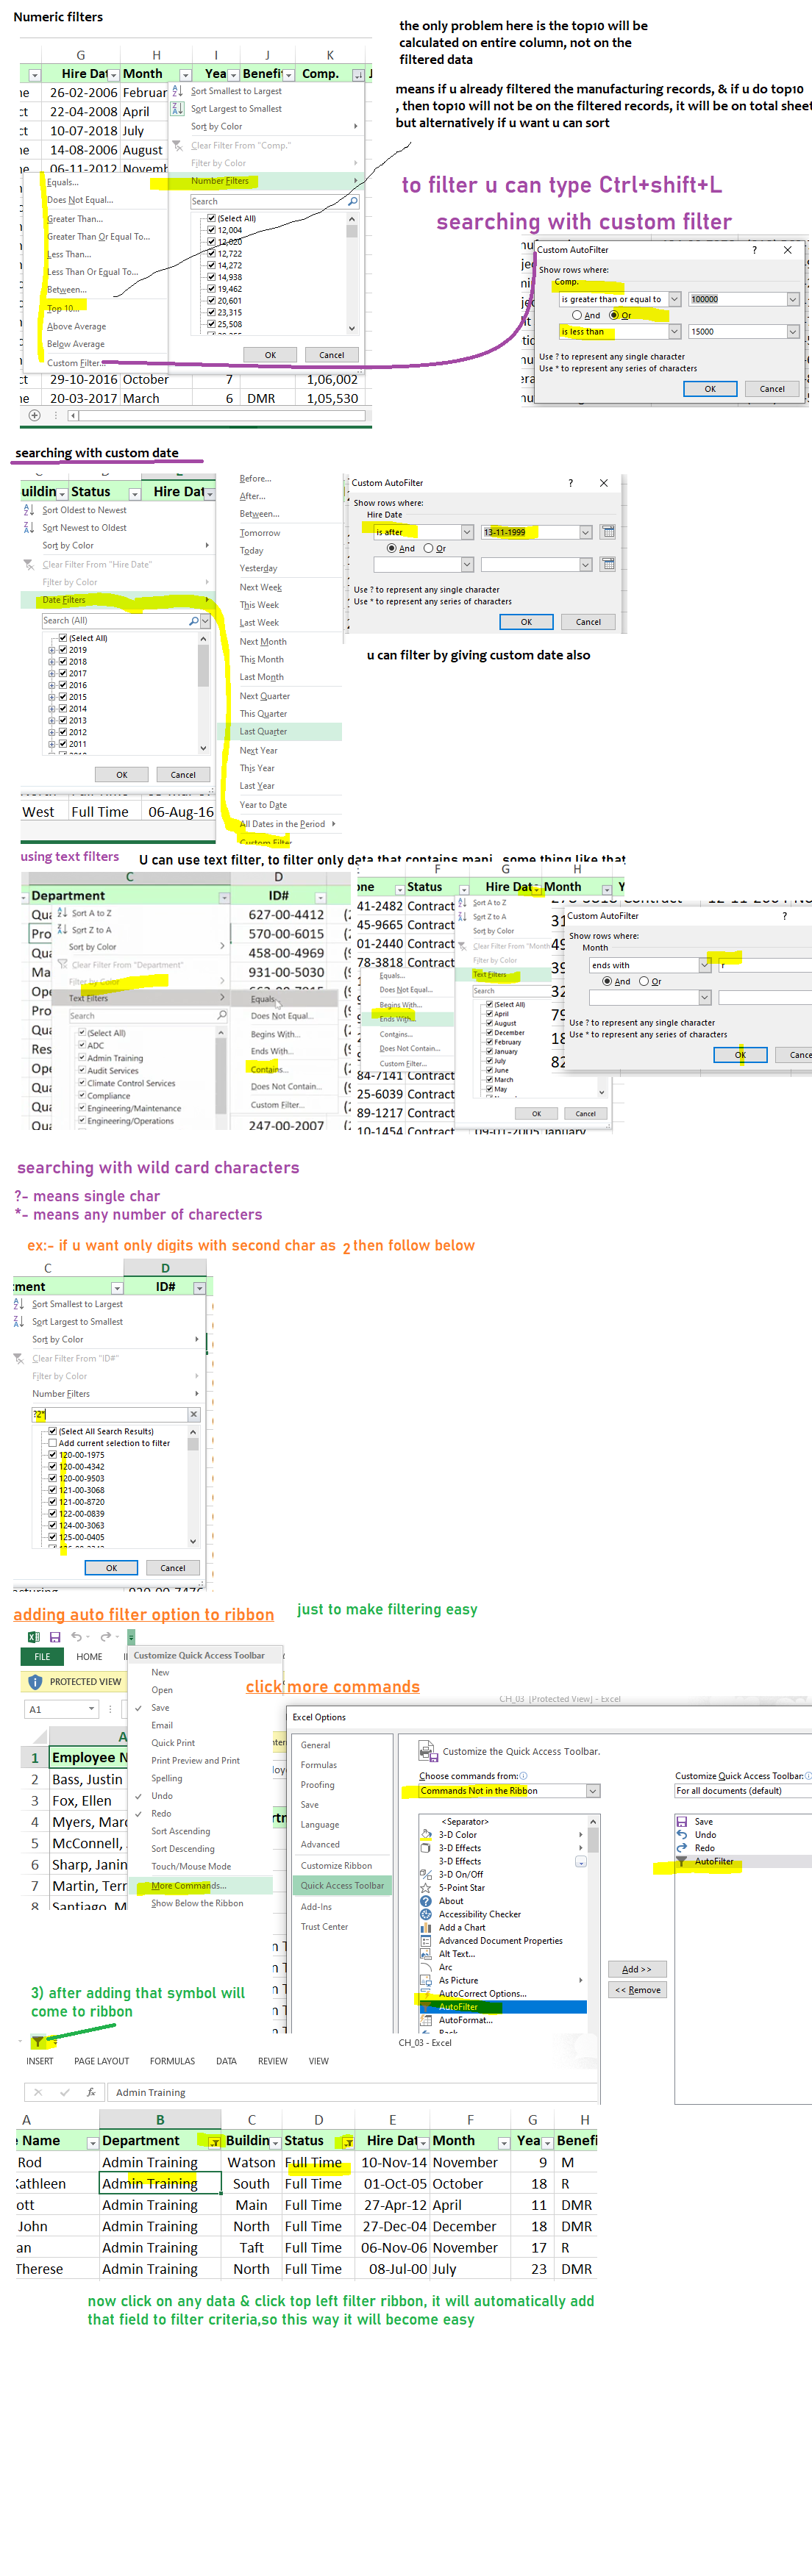 Numeric filters
the only problem here is the top10 will be
calculated on entire column, not on the
filtered data
means if u already filtered the manufacturing records, & if u do top10
, then top10 will not be on the filtered records, it will be on total sheet
but alternatively if u want u can sort
to filter u can type Ctrl+shift+L
searching with custom filter
G H I J K
Hire Dat Month Yea Benefit Comp. J
26-02-2006 Februar
22-04-2008 April
10-07-2018 July
14-08-2006 August
06-11-2012 Novemb
Sort Smallest to Largest
Sort Largest to Smallest
Sort by Color
Clear Filter From "Comp."
Filter by Color
Number Filters
Search
(Select All)
12,004
12,020
12,722
14,272
14,938
19,462
20,601
23,315
25,508
OK Cancel
Equals...
Does Not Equal...
Greater Than...
Greater Than Or Equal To...
Less Than...
Less Than Or Equal To...
Between...
Top 10...
Above Average
Below Average
Custom Filter...
ct 29-10-2016 October 7 1,06,002
ne 20-03-2017 March 6 DMR 1,05,530
Custom AutoFilter ?
Show rows where:
Comp.
is greater than or equal to 100000
And Or
is less than 15000
Use ? to represent any single character
Use * to represent any series of characters
OK Cancel
searching with custom date
uildin Status Hire Dat
Sort Oldest to Newest
Sort Newest to Oldest
Sort by Color
Clear Filter From "Hire Date"
Filter by Color
Date Filters
Search (All)
(Select All)
2019
2018
2017
2016
2015
2014
2013
2012
2011
OK Cancel
West Full Time 06-Aug-16
Before...
After...
Between...
Tomorrow
Today
Yesterday
Next Week
This Week
Last Week
Next Month
This Month
Last Month
Next Quarter
This Quarter
Last Quarter
Next Year
This Year
Last Year
Year to Date
All Dates in the Period
Custom Filter
Custom AutoFilter ?
Show rows where:
Hire Date
is after 13-11-1999
And Or
Use ? to represent any single character
Use * to represent any series of characters
OK Cancel
u can filter by giving custom date also
using text filters
U can use text filter, to filter only data that contains mani.. some thing like that
C D
Department ID#
Qua 627-00-4412
Pro 570-00-6015
Qua 458-00-4969
Ma 931-00-5030
Sort A to Z
Sort Z to A
Sort by Color
Clear Filter From "Department"
Filter by Color
Text Filters
Search
(Select All)
ADC
Admin Training
Audit Services
Climate Control Services
Compliance
Engineering/Maintenance
Engineering/Operations
Equals...
Does Not Equal...
Begins With...
Ends With...
Contains...
Does Not Contain...
Custom Filter...
247-00-2007
F G H
one Status Hire Dat Month
41-2482 Contract
45-9665 Contract
01-2440 Contract
78-3818 Contract
Sort A to Z
Sort Z to A
Sort by Color
Clear Filter From "Month"
Filter by Color
Text Filters
Search
(Select All)
April
August
December
February
January
July
June
March
May
OK Cancel
Equals...
Does Not Equal...
Begins With...
Ends With...
Contains...
Does Not Contain...
Custom Filter...
84-7141 Contract
25-6039 Contract
89-1217 Contract
10-1454 Contract 09-01-2005 January
Custom AutoFilter ?
Show rows where:
Month
ends with r
And Or
Use ? to represent any single character
Use * to represent any series of characters
OK Cance
searching with wild card characters
?- means single char
*- means any number of charecters
ex:- if u want only digits with second char as 2 then follow below
C D
tment ID#
Sort Smallest to Largest
Sort Largest to Smallest
Sort by Color
Clear Filter From "ID#"
Filter by Color
Number Filters
?2*
(Select All Search Results)
Add current selection to filter
120-00-1975
120-00-4342
120-00-9503
121-00-3068
121-00-8720
122-00-0839
124-00-3063
125-00-0405
OK Cancel
adding auto filter option to ribbon
just to make filtering easy
FILE HOME
PROTECTED VIEW
A1
A
1 Employee N
2 Bass, Justin
3 Fox, Ellen
4 Myers, Marc
5 McConnell,
6 Sharp, Janin
7 Martin, Terr
8 Santiago, M
Customize Quick Access Toolbar
New
Open
Save
Email
Quick Print
Print Preview and Print
Spelling
Undo
Redo
Sort Ascending
Sort Descending
Touch/Mouse Mode
More Commands...
Show Below the Ribbon
click more commands
CH_03 [Protected View] - Excel
Excel Options
General
Formulas
Proofing
Save
Language
Advanced
Customize Ribbon
Quick Access Toolbar
Add-Ins
Trust Center
Customize the Quick Access Toolbar.
Choose commands from:
Commands Not in the Ribbon
<Separator>
3-D Color
3-D Effects
3-D Effects
3-D On/Off
5-Point Star
About
Accessibility Checker
Add a Chart
Advanced Document Properties
Alt Text...
Arc
As Picture
AutoCorrect Options...
AutoFilter
AutoFormat...
Back
Add >>
<< Remove
Customize Quick Access Toolbar:
For all documents (default)
Save
Undo
Redo
AutoFilter
3) after adding that symbol will
come to ribbon
CH_03 - Excel
INSERT PAGE LAYOUT FORMULAS DATA REVIEW VIEW
fx Admin Training
A B C D E F G H
e Name Department Buildin Status Hire Dat Month Yea Benefi
Rod Admin Training Watson Full Time 10-Nov-14 November 9 M
Kathleen Admin Training South Full Time 01-Oct-05 October 18 R
ott Admin Training Main Full Time 27-Apr-12 April 11 DMR
John Admin Training North Full Time 27-Dec-04 December 18 DMR
an Admin Training Taft Full Time 06-Nov-06 November 17 R
Therese Admin Training North Full Time 08-Jul-00 July 23 DMR
now click on any data & click top left filter ribbon, it will automatically add
that field to filter criteria,so this way it will become easy